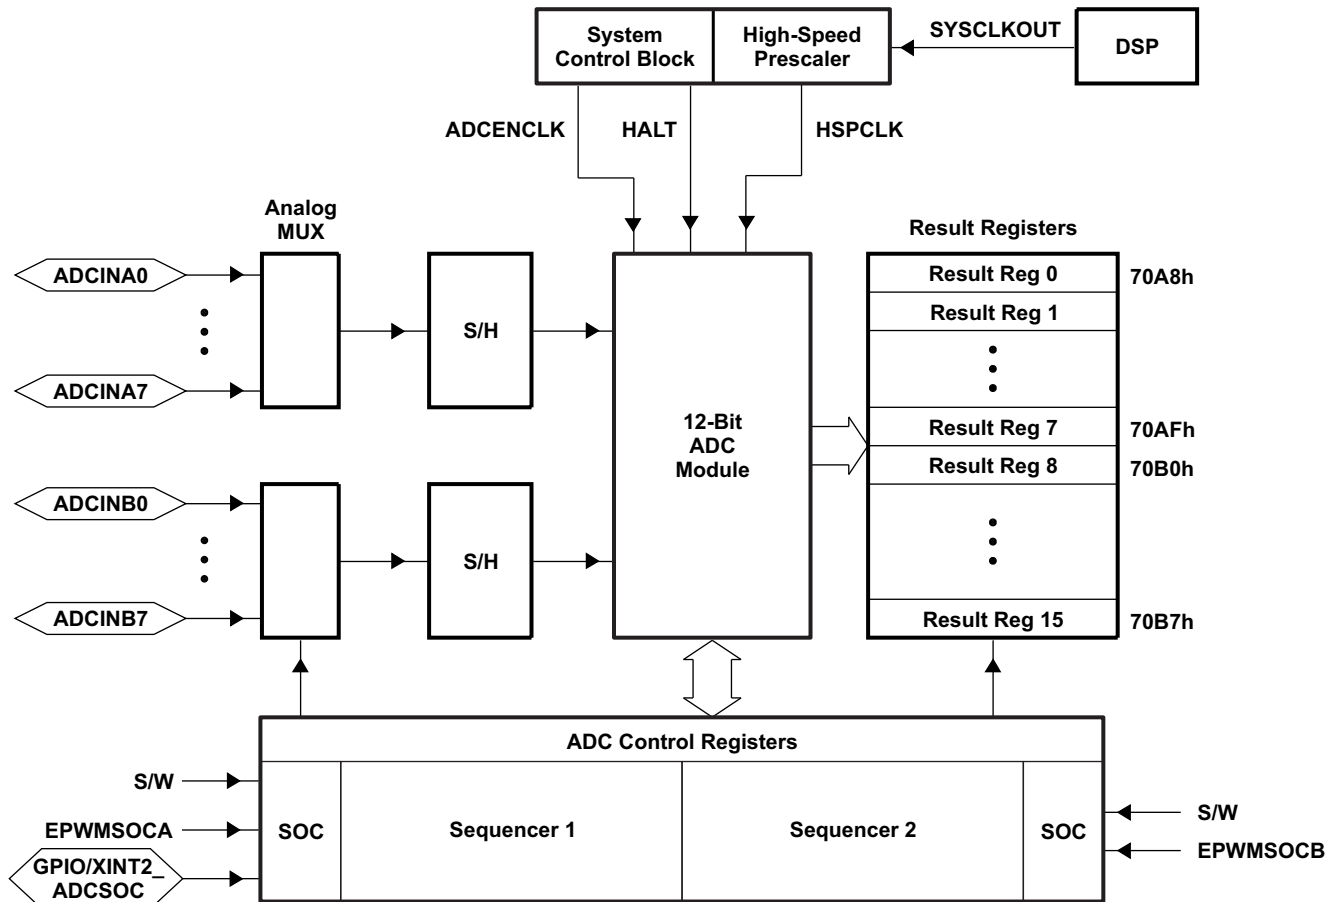 System
Control Block
High-Speed
Prescaler
SYSCLKOUT
DSP
ADCENCLK
HALT
HSPCLK
Analog
MUX
Result Registers
ADCINA0
ADCINA7
S/H
12-Bit
ADC
Module
Result Reg 0
70A8h
Result Reg 1
Result Reg 7
70AFh
Result Reg 8
70B0h
ADCINB0
ADCINB7
S/H
Result Reg 15
70B7h
ADC Control Registers
S/W
EPWMSOCA
GPIO/XINT2_
ADCSOC
SOC
Sequencer 1
Sequencer 2
SOC
S/W
EPWMSOCB